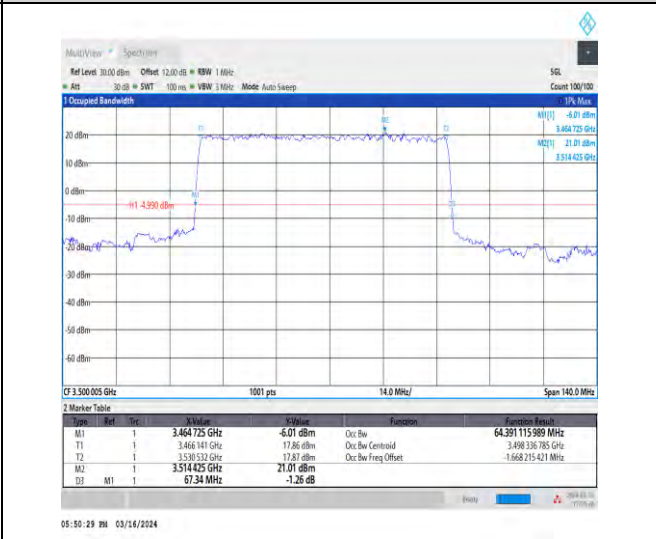 MultiView Spectrum
Ref Level 30.00 dBm Offset 12.00 dB RBW 1 MHz SGL
Att 30 dB SWT 100 ms VBW 3 MHz Mode Auto Sweep Count 100/100
1 Occupied Bandwidth 1Pk Max
M1[1] -6.01 dBm
3.464 725 GHz
M2[1] 21.01 dBm
3.514 425 GHz
M2
T1 T2
20 dBm
10 dBm
0 dBm
M1
H1 -4.990 dBm
D3
-10 dBm
-20 dBm
-30 dBm
-40 dBm
-50 dBm
-60 dBm
CF 3.500 005 GHz 1001 pts 14.0 MHz/ Span 140.0 MHz
2 Marker Table
Type Ref Trc X-Value Y-Value Function Function Result
M1 1 3.464 725 GHz -6.01 dBm Occ Bw 64.391 115 989 MHz
T1 1 3.466 141 GHz 17.86 dBm Occ Bw Centroid 3.498 336 785 GHz
T2 1 3.530 532 GHz 17.87 dBm Occ Bw Freq Offset -1.668 215 421 MHz
M2 1 3.514 425 GHz 21.01 dBm
D3 M1 1 67.34 MHz -1.26 dB
Ready
05:50:29 PM 03/16/2024